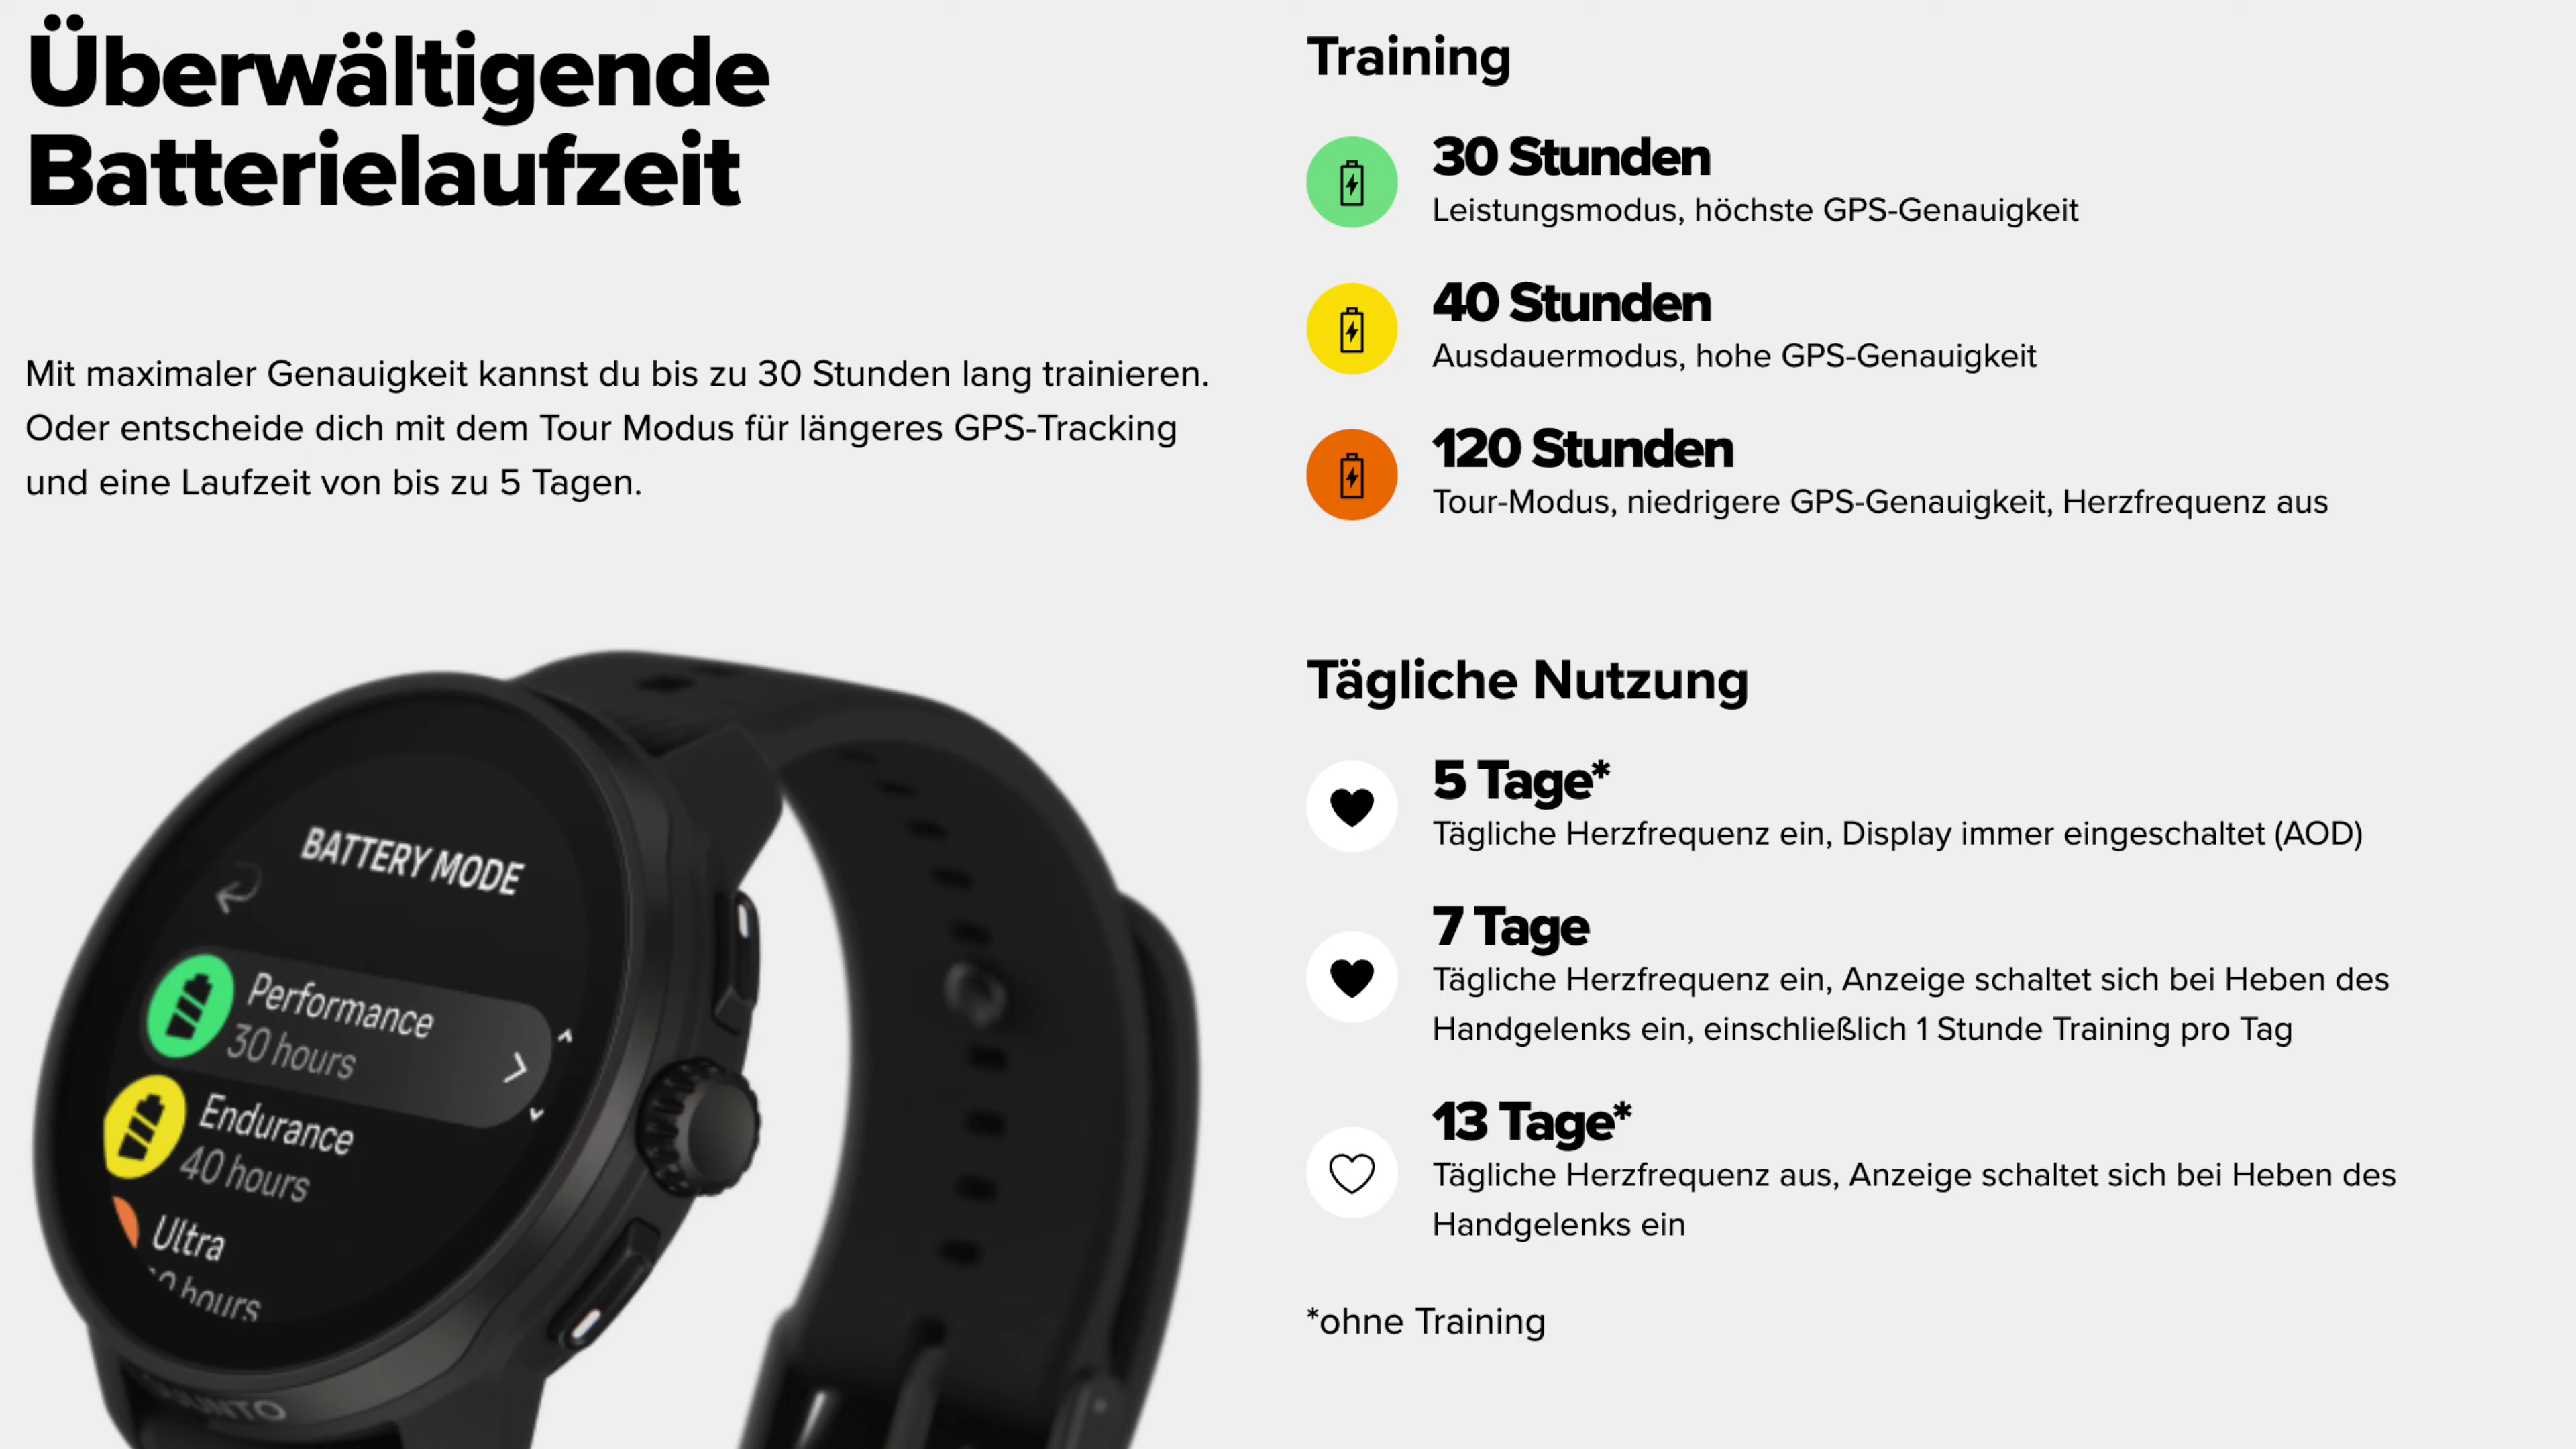 Überwältigende
Batterielaufzeit
Mit maximaler Genauigkeit kannst du bis zu 30 Stunden lang trainieren.
Oder entscheide dich mit dem Tour Modus für längeres GPS-Tracking
und eine Laufzeit von bis zu 5 Tagen.
BATTERY MODE
Performance
30 hours
Endurance
40 hours
Ultra
hours
SUUNTO
Training
30 Stunden
Leistungsmodus, höchste GPS-Genauigkeit
40 Stunden
Ausdauermodus, hohe GPS-Genauigkeit
120 Stunden
Tour-Modus, niedrigere GPS-Genauigkeit, Herzfrequenz aus
Tägliche Nutzung
5 Tage*
Tägliche Herzfrequenz ein, Display immer eingeschaltet (AOD)
7 Tage
Tägliche Herzfrequenz ein, Anzeige schaltet sich bei Heben des
Handgelenks ein, einschließlich 1 Stunde Training pro Tag
13 Tage*
Tägliche Herzfrequenz aus, Anzeige schaltet sich bei Heben des
Handgelenks ein
*ohne Training